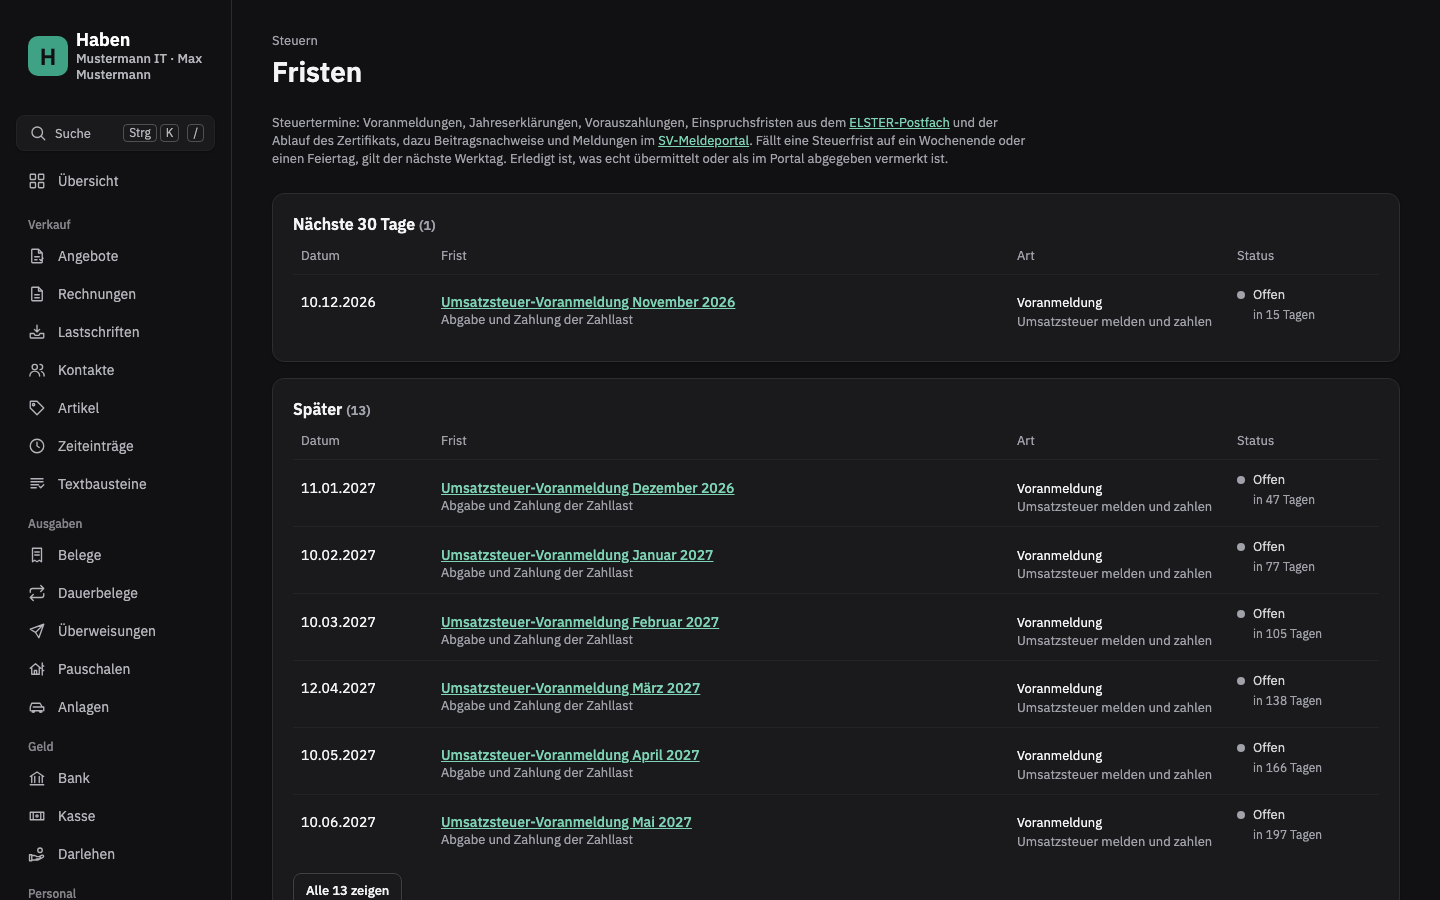 H
Haben
Mustermann IT · Max
Mustermann
Suche Strg K /
Übersicht
Verkauf
Angebote
Rechnungen
Lastschriften
Kontakte
Artikel
Zeiteinträge
Textbausteine
Ausgaben
Belege
Dauerbelege
Überweisungen
Pauschalen
Anlagen
Geld
Bank
Kasse
Darlehen
Personal
Steuern
Fristen
Steuertermine: Voranmeldungen, Jahreserklärungen, Vorauszahlungen, Einspruchsfristen aus dem ELSTER-Postfach und der
Ablauf des Zertifikats, dazu Beitragsnachweise und Meldungen im SV-Meldeportal. Fällt eine Steuerfrist auf ein Wochenende oder
einen Feiertag, gilt der nächste Werktag. Erledigt ist, was echt übermittelt oder als im Portal abgegeben vermerkt ist.
Nächste 30 Tage (1)
Datum Frist Art Status
10.12.2026 Umsatzsteuer-Voranmeldung November 2026 Voranmeldung Offen
Abgabe und Zahlung der Zahllast Umsatzsteuer melden und zahlen in 15 Tagen
Später (13)
Datum Frist Art Status
11.01.2027 Umsatzsteuer-Voranmeldung Dezember 2026 Voranmeldung Offen
Abgabe und Zahlung der Zahllast Umsatzsteuer melden und zahlen in 47 Tagen
10.02.2027 Umsatzsteuer-Voranmeldung Januar 2027 Voranmeldung Offen
Abgabe und Zahlung der Zahllast Umsatzsteuer melden und zahlen in 77 Tagen
10.03.2027 Umsatzsteuer-Voranmeldung Februar 2027 Voranmeldung Offen
Abgabe und Zahlung der Zahllast Umsatzsteuer melden und zahlen in 105 Tagen
12.04.2027 Umsatzsteuer-Voranmeldung März 2027 Voranmeldung Offen
Abgabe und Zahlung der Zahllast Umsatzsteuer melden und zahlen in 138 Tagen
10.05.2027 Umsatzsteuer-Voranmeldung April 2027 Voranmeldung Offen
Abgabe und Zahlung der Zahllast Umsatzsteuer melden und zahlen in 166 Tagen
10.06.2027 Umsatzsteuer-Voranmeldung Mai 2027 Voranmeldung Offen
Abgabe und Zahlung der Zahllast Umsatzsteuer melden und zahlen in 197 Tagen
Alle 13 zeigen